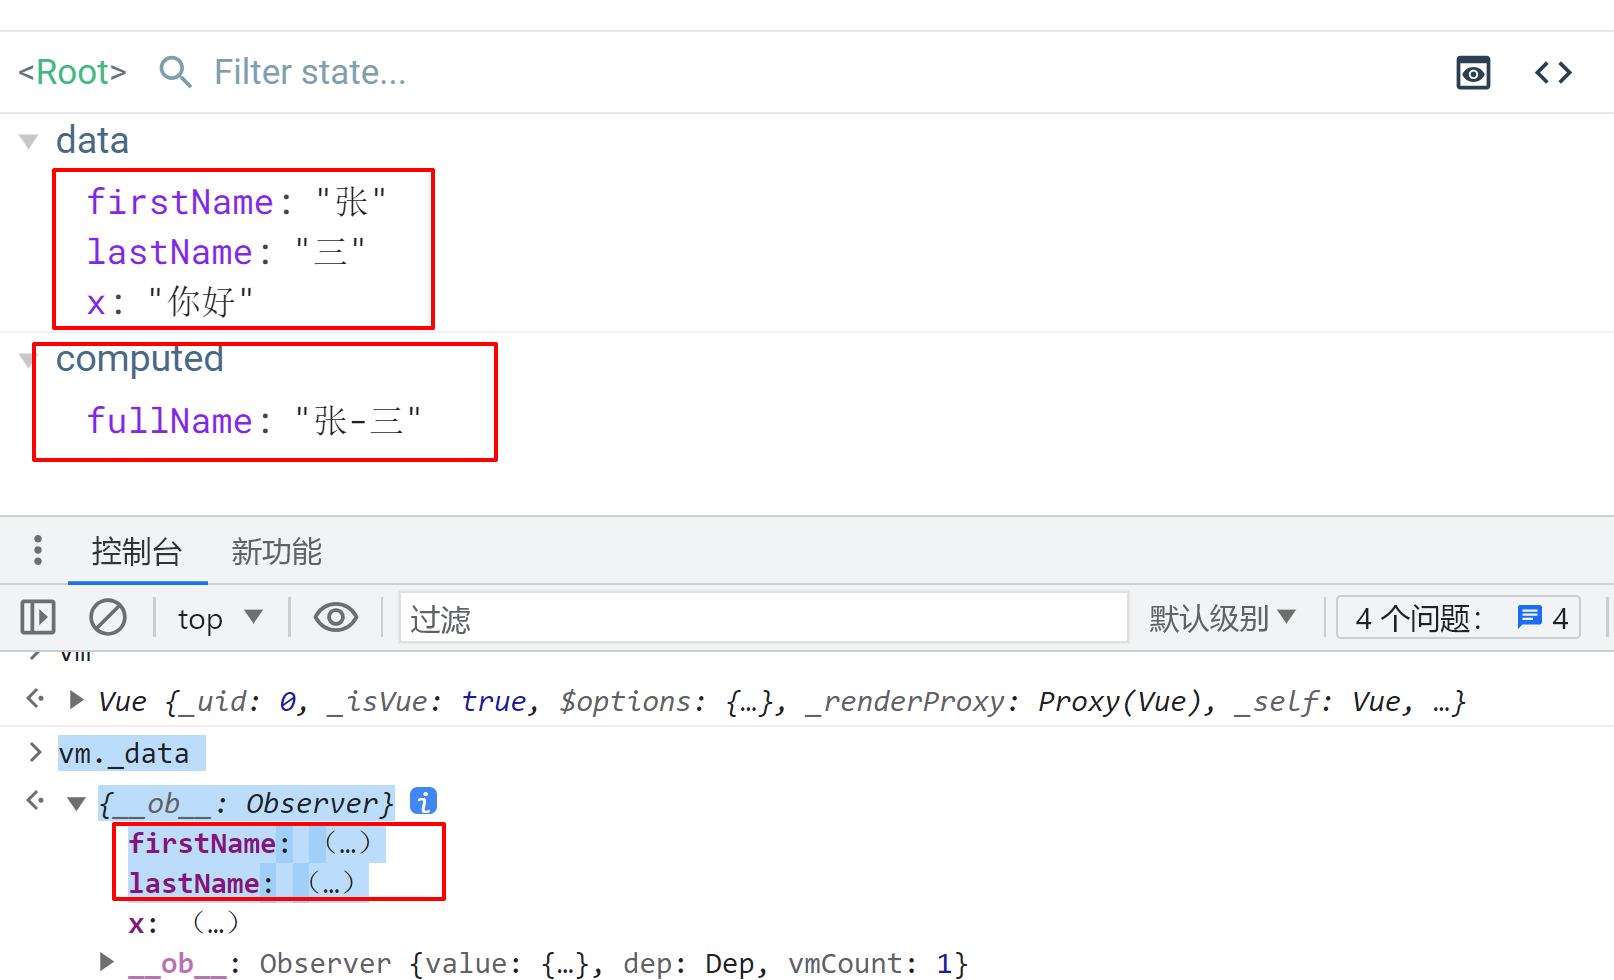 <Root> Filter state...
data
firstName: "张"
lastName: "三"
x: "你好"
computed
fullName: "张-三"
控制台 新功能
top 过滤 默认级别 4 个问题： 4
vm
Vue {_uid: 0, _isVue: true, $options: {…}, _renderProxy: Proxy(Vue), _self: Vue, …}
vm._data
{__ob__: Observer}
firstName: （…）
lastName: （…）
x: （…）
__ob__: Observer {value: {…}, dep: Dep, vmCount: 1}